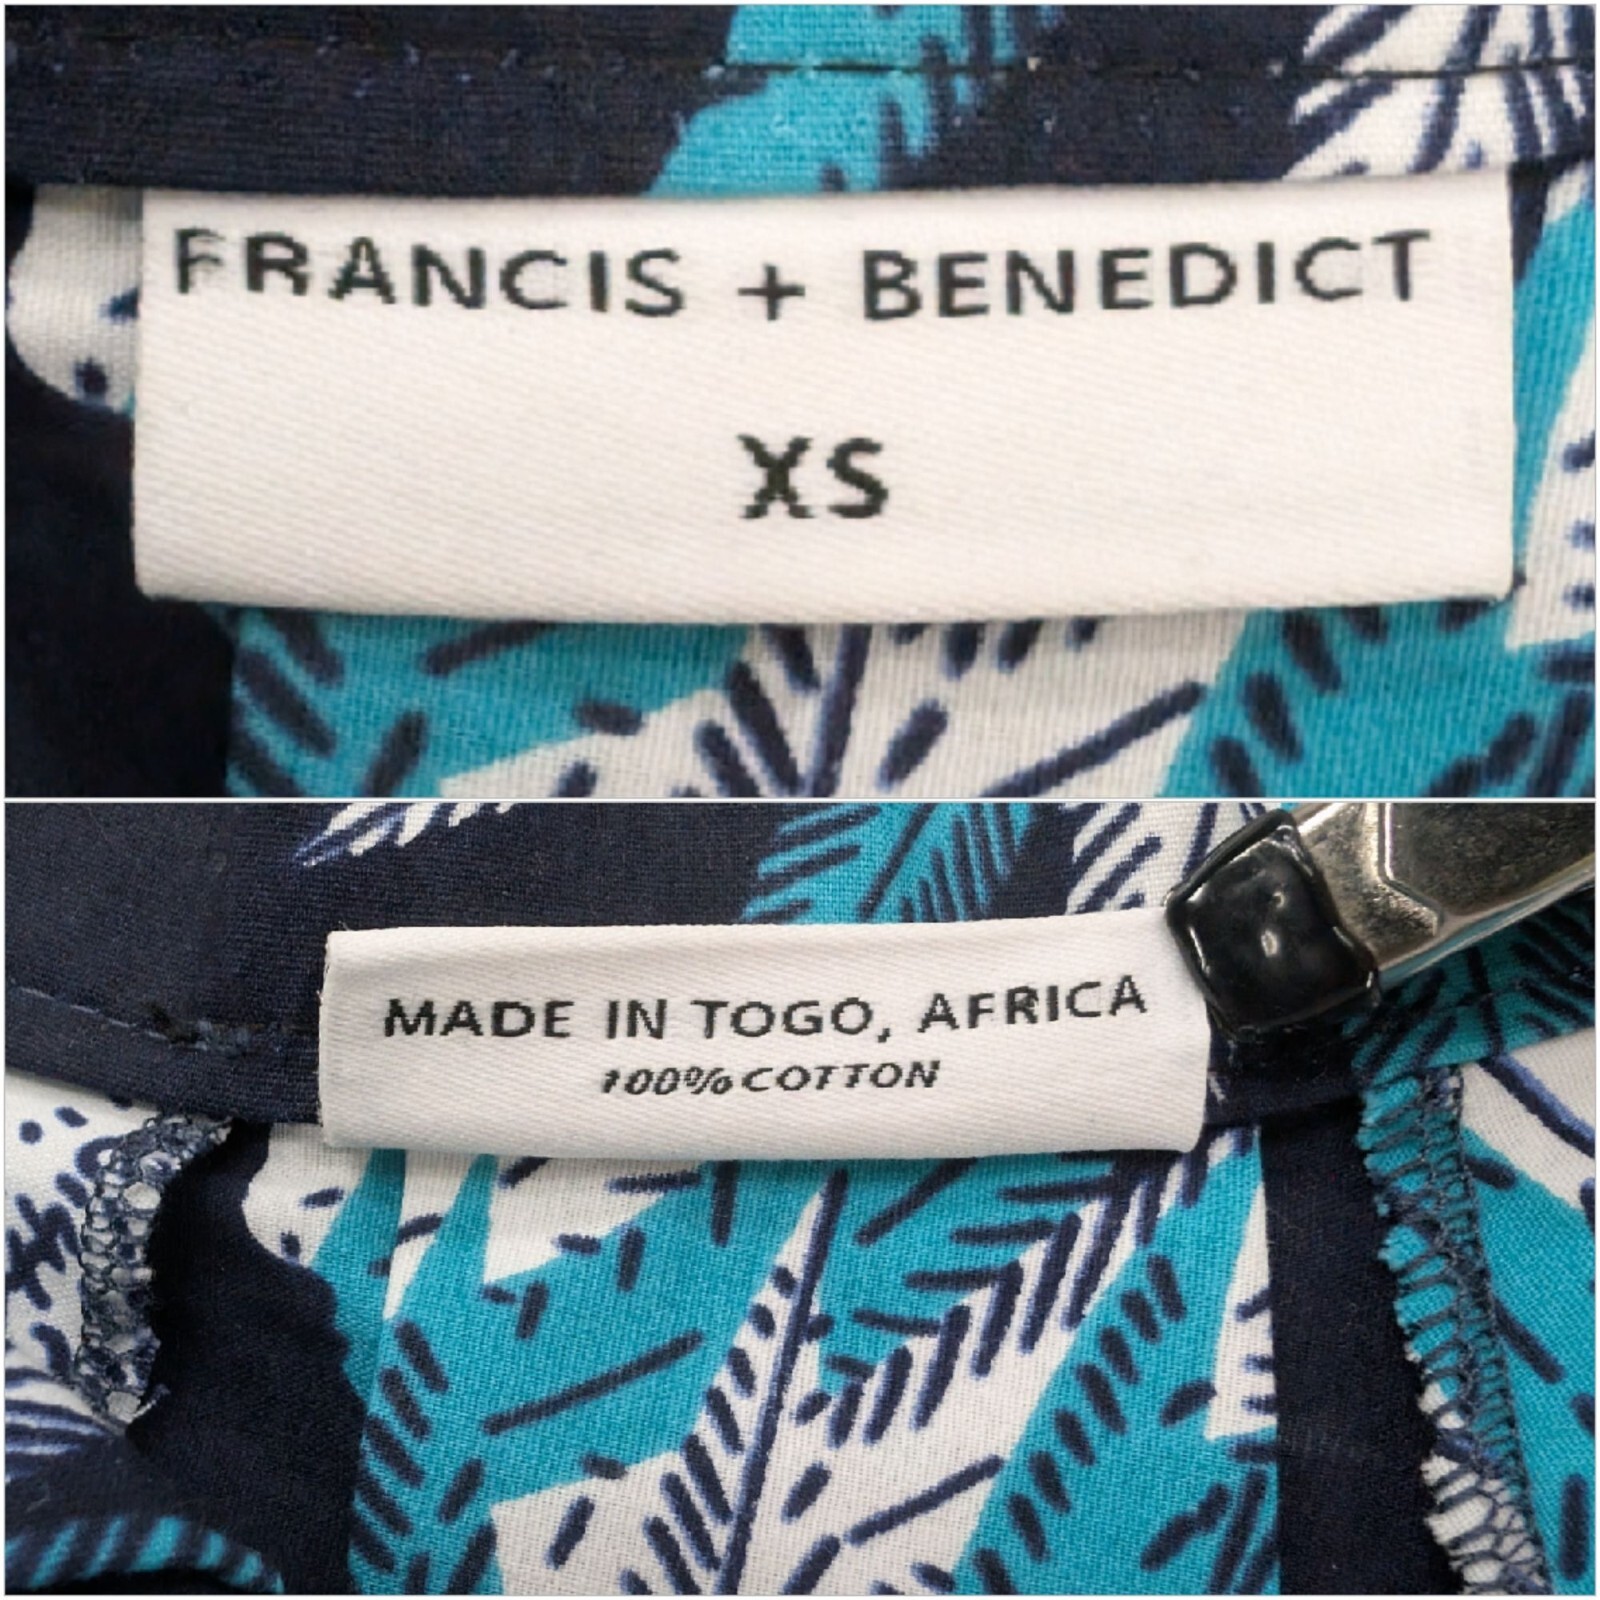 FRANCIS + BENEDICT
XS
MADE IN TOGO, AFRICA
100% COTTON